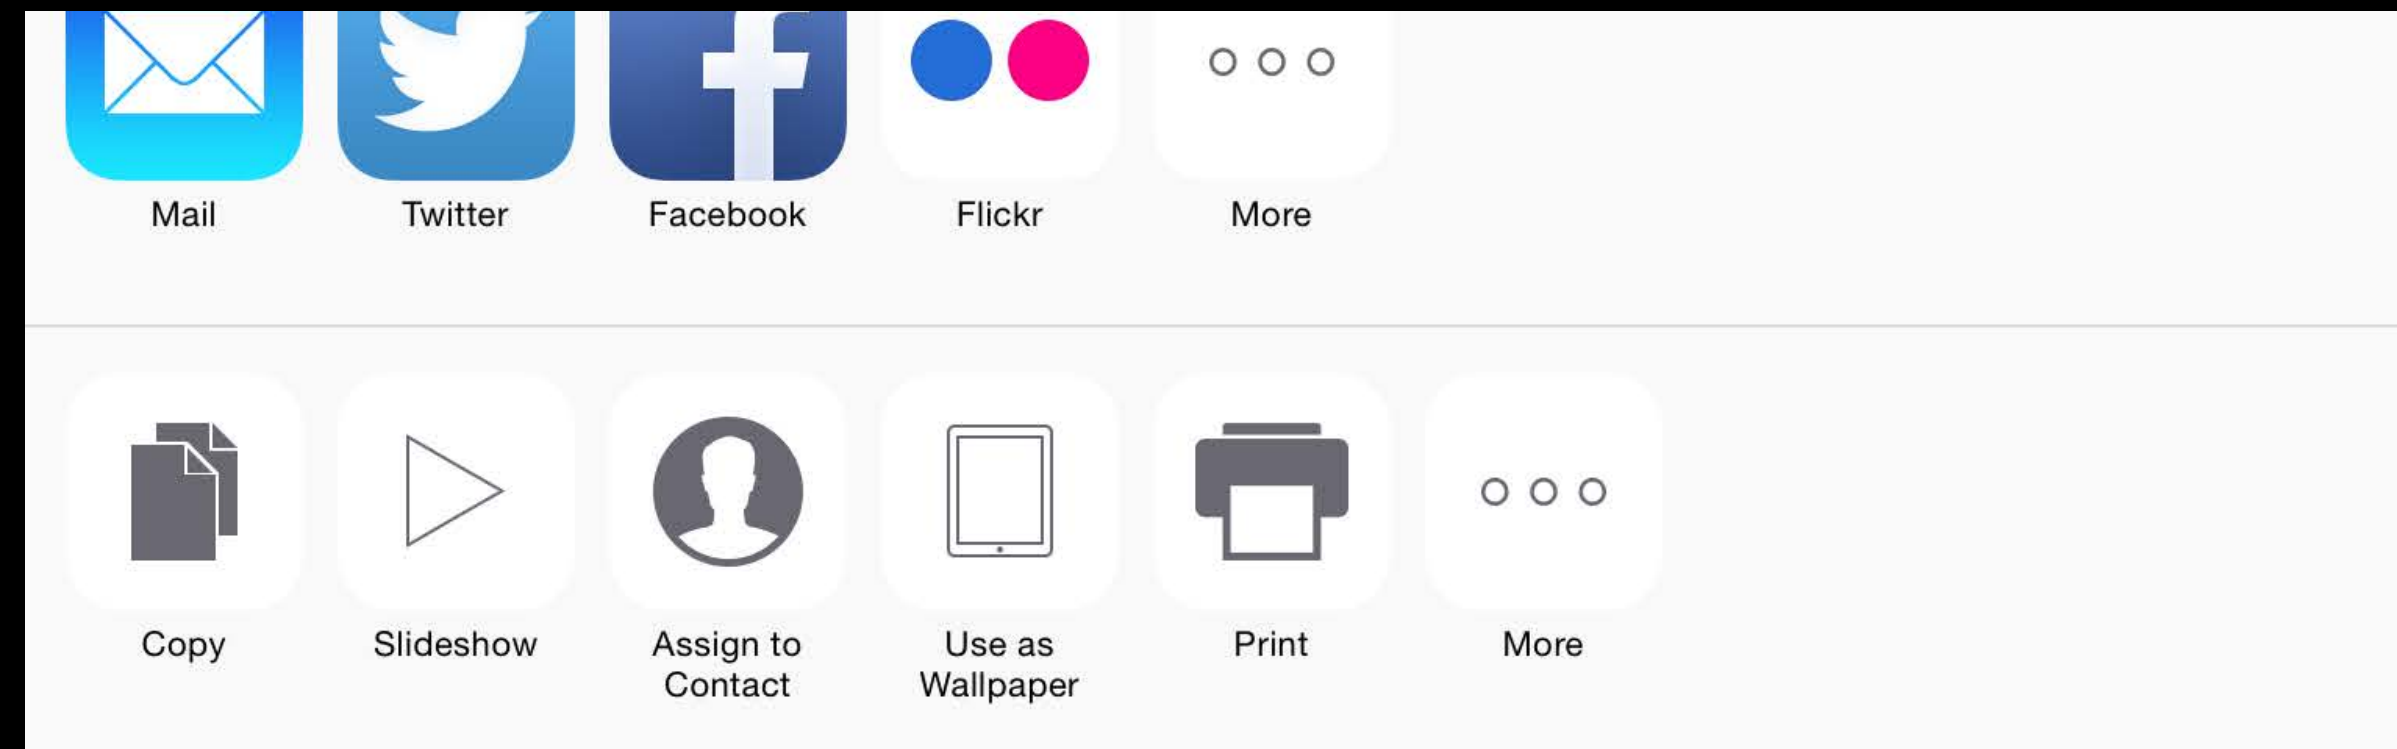 Mail
Twitter
Facebook
Flickr
More
Copy
Slideshow
Assign to
Contact
Use as
Wallpaper
Print
More